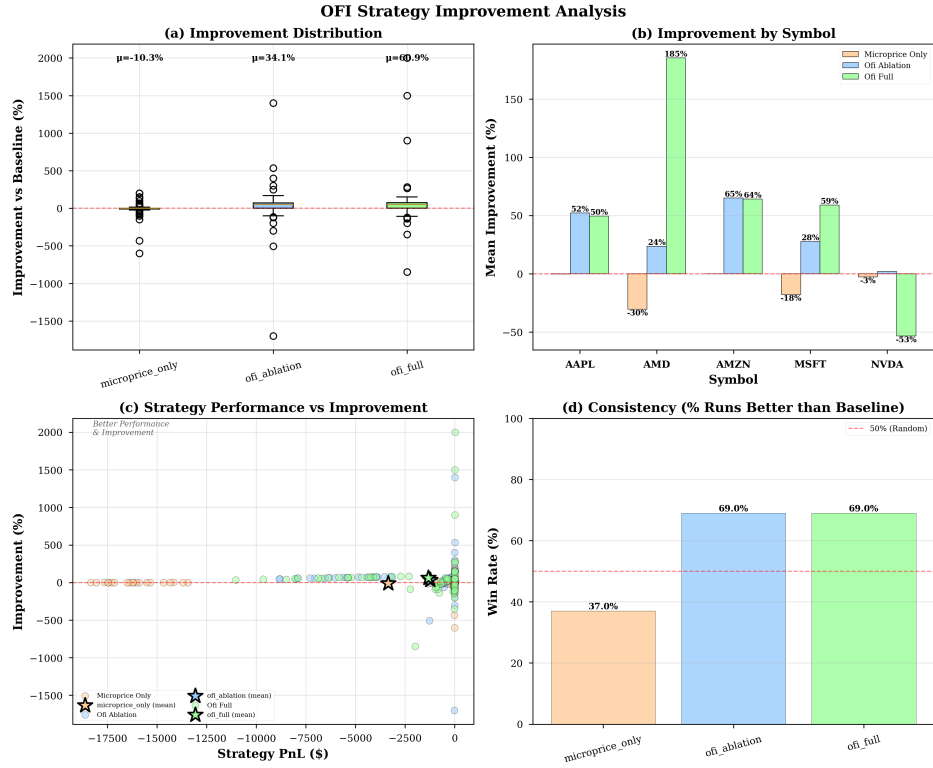 OFI Strategy Improvement Analysis
(a) Improvement Distribution
Improvement vs Baseline (%)
2000
1500
1000
500
0
−500
−1000
−1500
μ=-10.3%
μ=34.1%
μ=60.9%
microprice_only
ofi_ablation
ofi_full
(b) Improvement by Symbol
Mean Improvement (%)
150
100
50
0
−50
Microprice Only
Ofi Ablation
Ofi Full
52%
50%
-30%
24%
185%
65%
64%
-18%
28%
59%
-3%
-53%
AAPL
AMD
AMZN
MSFT
NVDA
Symbol
(c) Strategy Performance vs Improvement
Better Performance
& Improvement
Improvement (%)
2000
1500
1000
500
0
−500
−1000
−1500
Microprice Only
microprice_only (mean)
Ofi Ablation
ofi_ablation (mean)
Ofi Full
ofi_full (mean)
−17500
−15000
−12500
−10000
−7500
−5000
−2500
0
Strategy PnL ($)
(d) Consistency (% Runs Better than Baseline)
Win Rate (%)
100
80
60
40
20
0
50% (Random)
37.0%
69.0%
69.0%
microprice_only
ofi_ablation
ofi_full